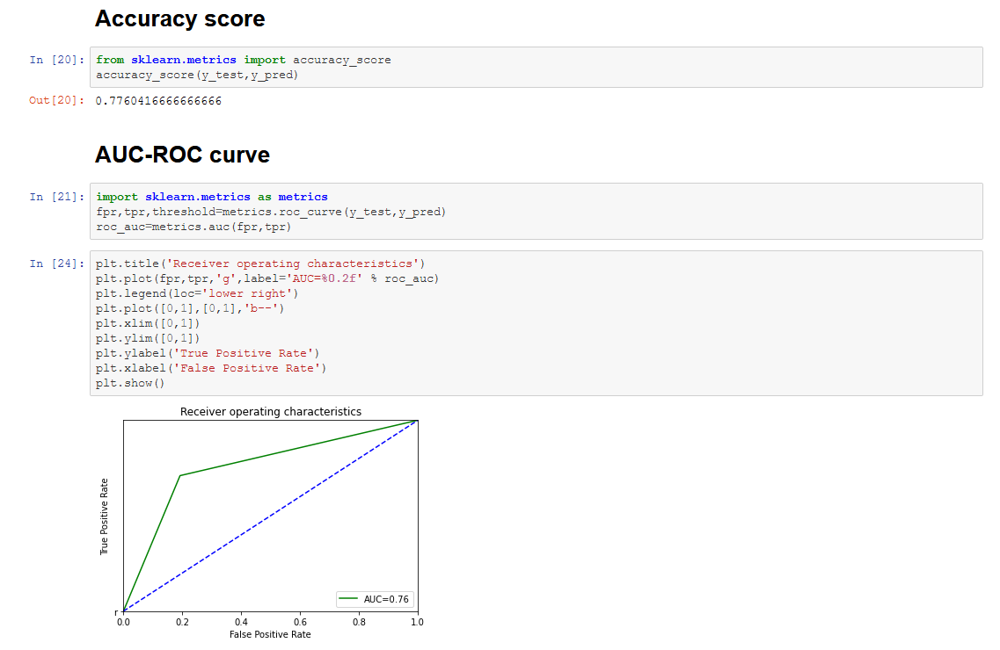 Accuracy score
In [20]: from sklearn.metrics import accuracy_score
accuracy_score(y_test,y_pred)
Out[20]: 0.7760416666666666
AUC-ROC curve
In [21]: import sklearn.metrics as metrics
fpr,tpr,threshold=metrics.roc_curve(y_test,y_pred)
roc_auc=metrics.auc(fpr,tpr)
In [24]: plt.title('Receiver operating characteristics')
plt.plot(fpr,tpr,'g',label='AUC=%0.2f' % roc_auc)
plt.legend(loc='lower right')
plt.plot([0,1],[0,1],'b--')
plt.xlim([0,1])
plt.ylim([0,1])
plt.ylabel('True Positive Rate')
plt.xlabel('False Positive Rate')
plt.show()
Receiver operating characteristics
True Positive Rate
AUC=0.76
0.0 0.2 0.4 0.6 0.8 1.0
False Positive Rate